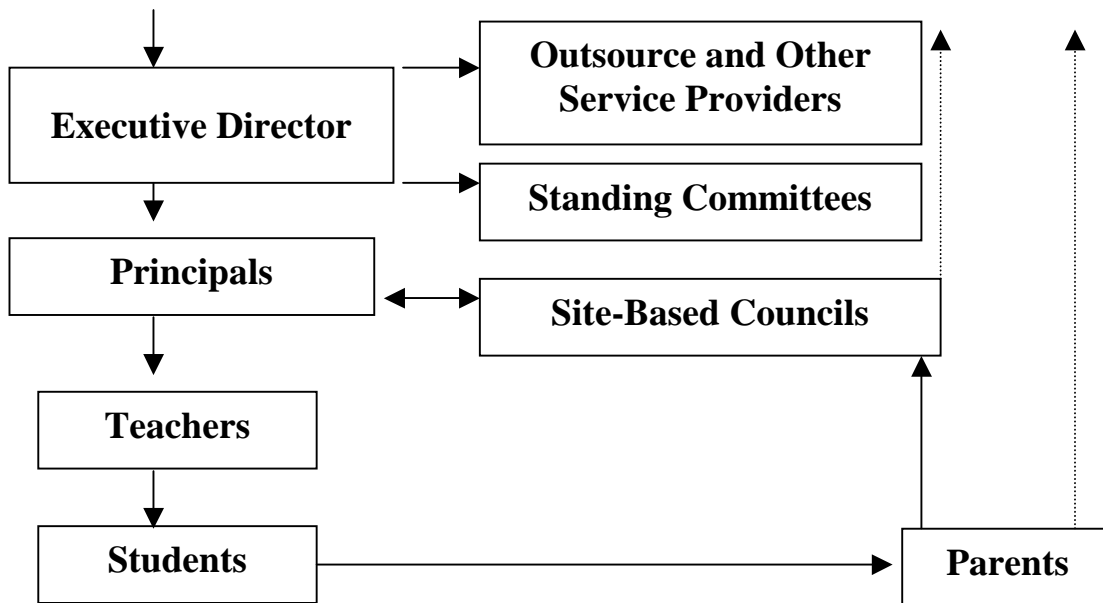 Outsource and Other
Service Providers
Executive Director
Standing Committees
Principals
Site-Based Councils
Teachers
Students
Parents